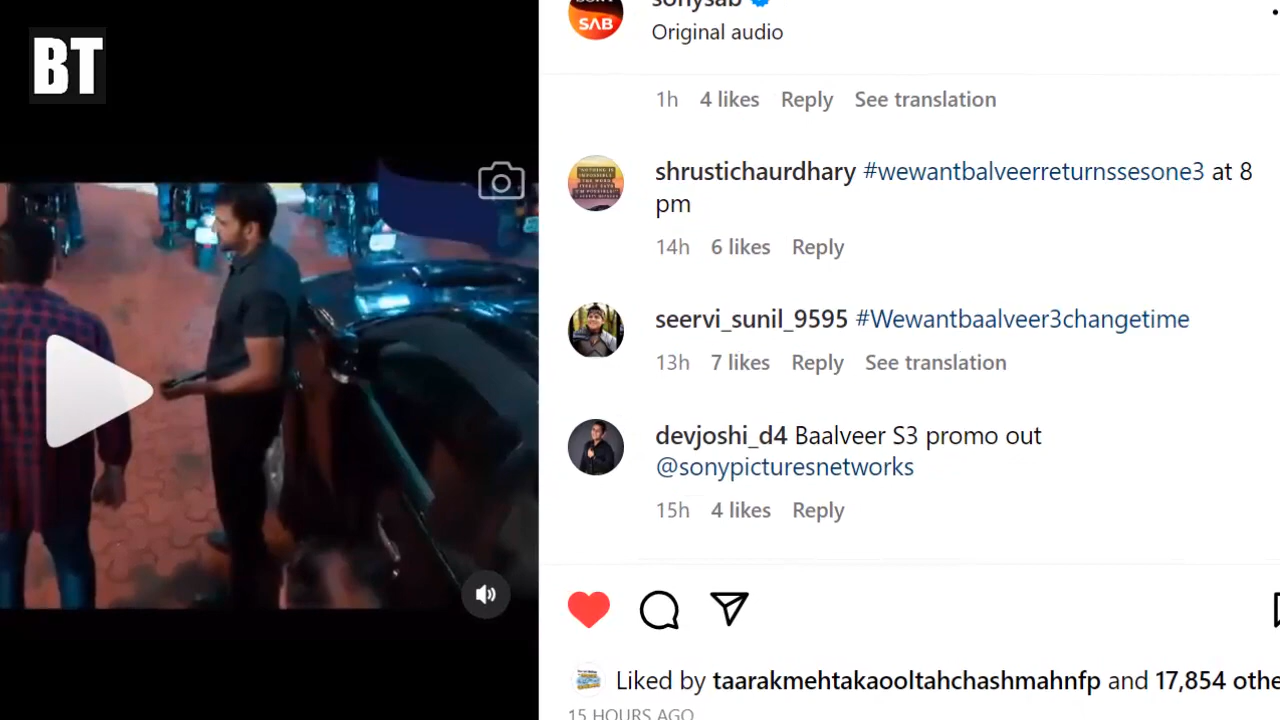 BT
SONY
SAB
sonysab
Original audio
1h 4 likes Reply See translation
shrustichaurdhary #wewantbalveerreturnssesone3 at 8
pm
14h 6 likes Reply
seervi_sunil_9595 #Wewantbaalveer3changetime
13h 7 likes Reply See translation
devjoshi_d4 Baalveer S3 promo out
@sonypicturesnetworks
15h 4 likes Reply
Liked by taarakmehtakaooltahchashmahnfp and 17,854 othe
15 HOURS AGO